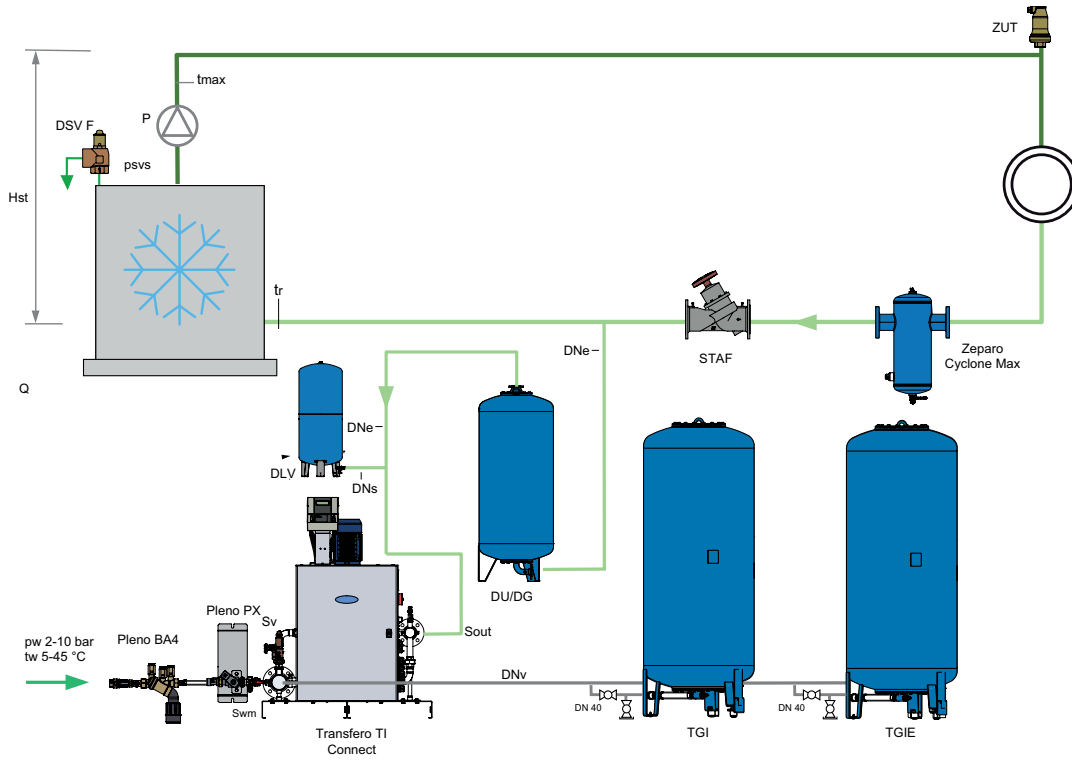 ZUT
tmax
P
DSV F
psvs
Hst
tr
DNe
STAF
Zeparo
Cyclone Max
Q
DNe
DLV
DNs
DU/DG
Pleno PX
Sv
Sout
Pleno BA4
pw 2-10 bar
tw 5-45 °C
DNv
Swm
DN 40
DN 40
Transfero TI
Connect
TGI
TGIE